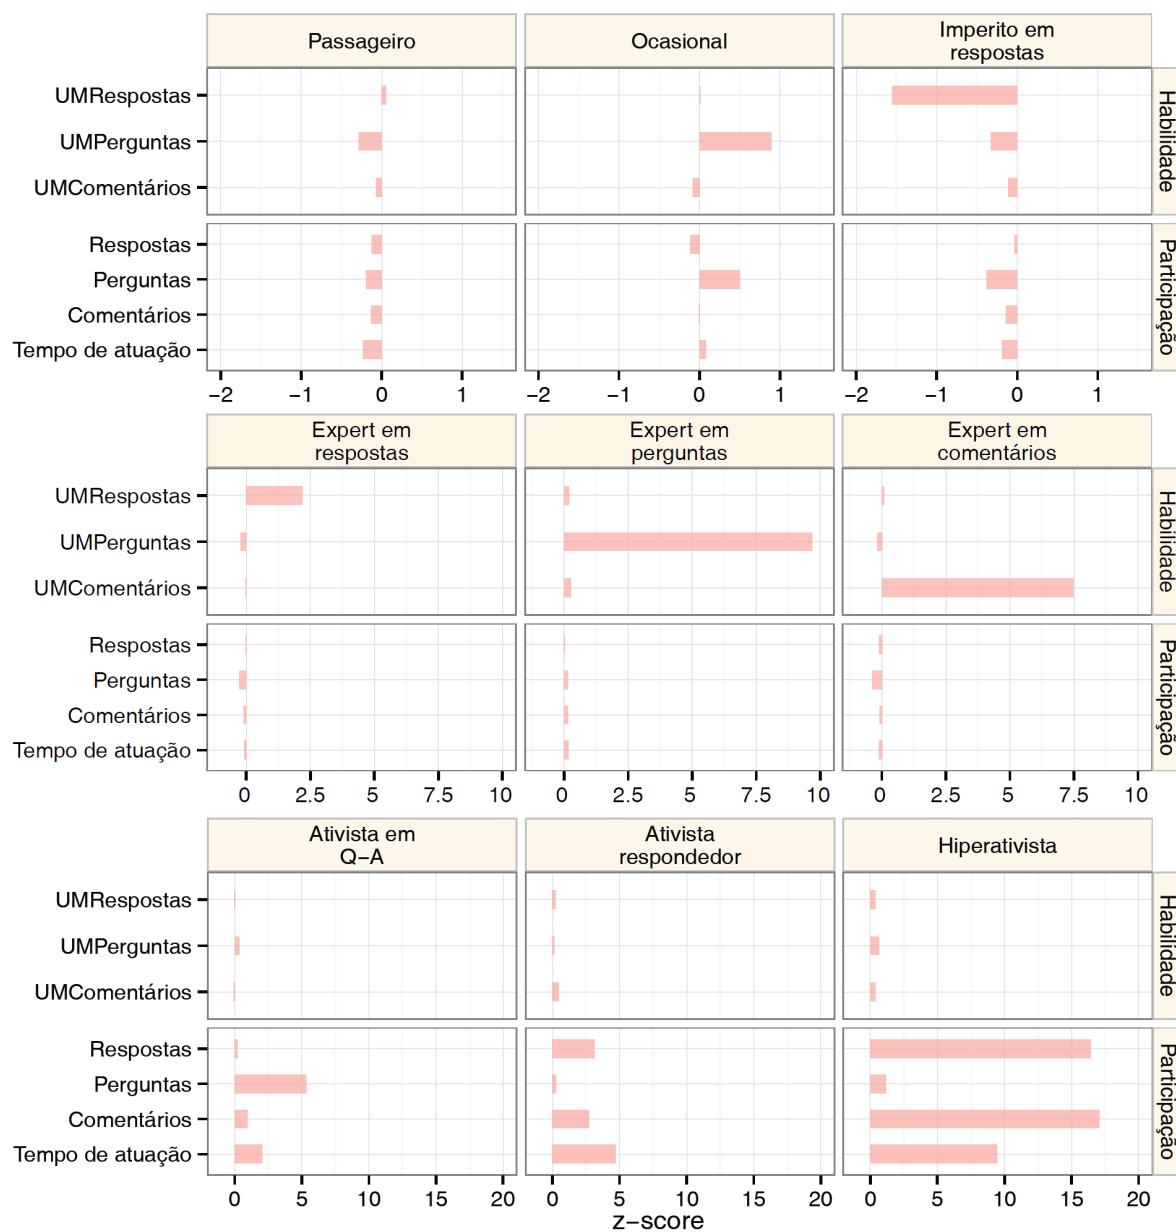 Passageiro
Ocasional
Imperito em
respostas
UMRespostas
UMPerguntas
UMComentários
Habilidade
Respostas
Perguntas
Comentários
Tempo de atuação
Participação
−2 −1 0 1
−2 −1 0 1
−2 −1 0 1
Expert em
respostas
Expert em
perguntas
Expert em
comentários
UMRespostas
UMPerguntas
UMComentários
Habilidade
Respostas
Perguntas
Comentários
Tempo de atuação
Participação
0 2.5 5 7.5 10
0 2.5 5 7.5 10
0 2.5 5 7.5 10
Ativista em
Q−A
Ativista
respondedor
Hiperativista
UMRespostas
UMPerguntas
UMComentários
Habilidade
Respostas
Perguntas
Comentários
Tempo de atuação
Participação
0 5 10 15 20
0 5 10 15 20
0 5 10 15 20
z−score